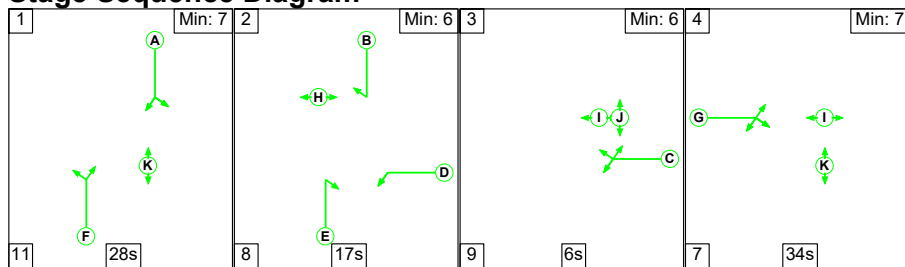 Stage Sequence Diagram
1 Min: 7
A
K
F
11 28s
2 Min: 6
B
H
D
E
8 17s
3 Min: 6
I J
C
9 6s
4 Min: 7
G I
K
7 34s